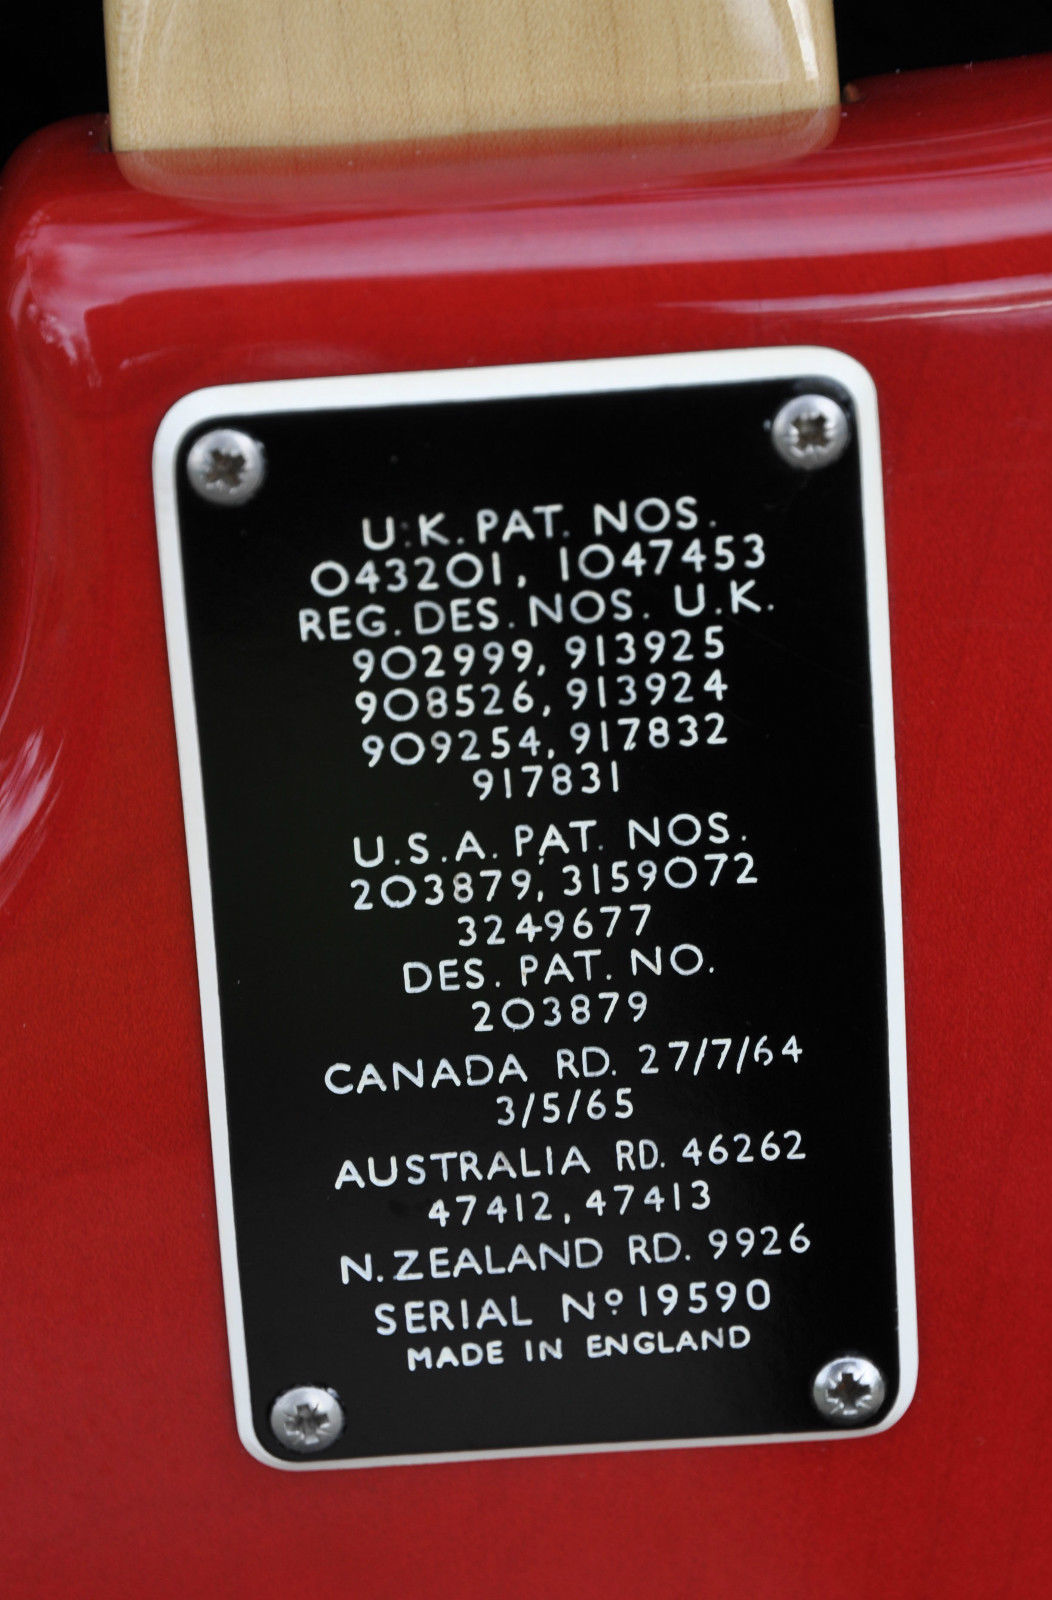 U.K. PAT. NOS.
043201, 1047453
REG. DES. NOS. U.K.
902999, 913925
908526, 913924
909254, 917832
917831
U.S.A. PAT. NOS.
203879, 3159072
3249677
DES. PAT. NO.
203879
CANADA RD. 27/7/64
3/5/65
AUSTRALIA RD. 46262
47412, 47413
N. ZEALAND RD. 9926
SERIAL Nº 19590
MADE IN ENGLAND